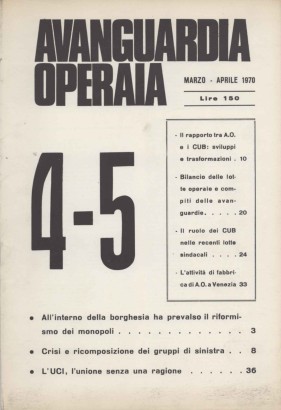 AVANGUARDIA
OPERAIA
MARZO - APRILE 1970
Lire 150
4-5
- Il rapporto tra A.O.
e i CUB: sviluppi
e trasformazioni . 10
- Bilancio delle lot-
te operaie e com-
piti delle avan-
guardie. . . . . 20
- Il ruolo dei CUB
nelle recenti lotte
sindacali . . . . 24
- L'attività di fabbri-
ca di A.O. a Venezia 33
• All'interno della borghesia ha prevalso il riformi-
smo dei monopoli . . . . . . . . . . . . 3
• Crisi e ricomposizione dei gruppi di sinistra . . 8
• L'UCI, l'unione senza una ragione . . . . . . 36